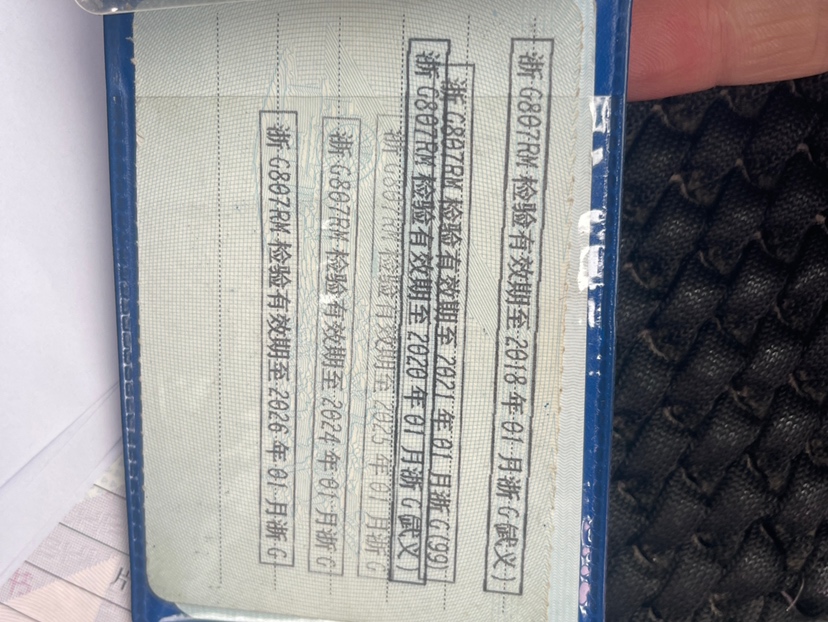 浙G807RM 检验有效期至2018年01月浙G(贰义)
浙G807RM 检验有效期至2021年01月浙G(99)
浙G807RM 检验有效期至2020年01月浙G(贰义)
浙G807RM 检验有效期至2025年01月浙G
浙G807RM 检验有效期至2024年01月浙G
浙G807RM 检验有效期至2026年01月浙G
H